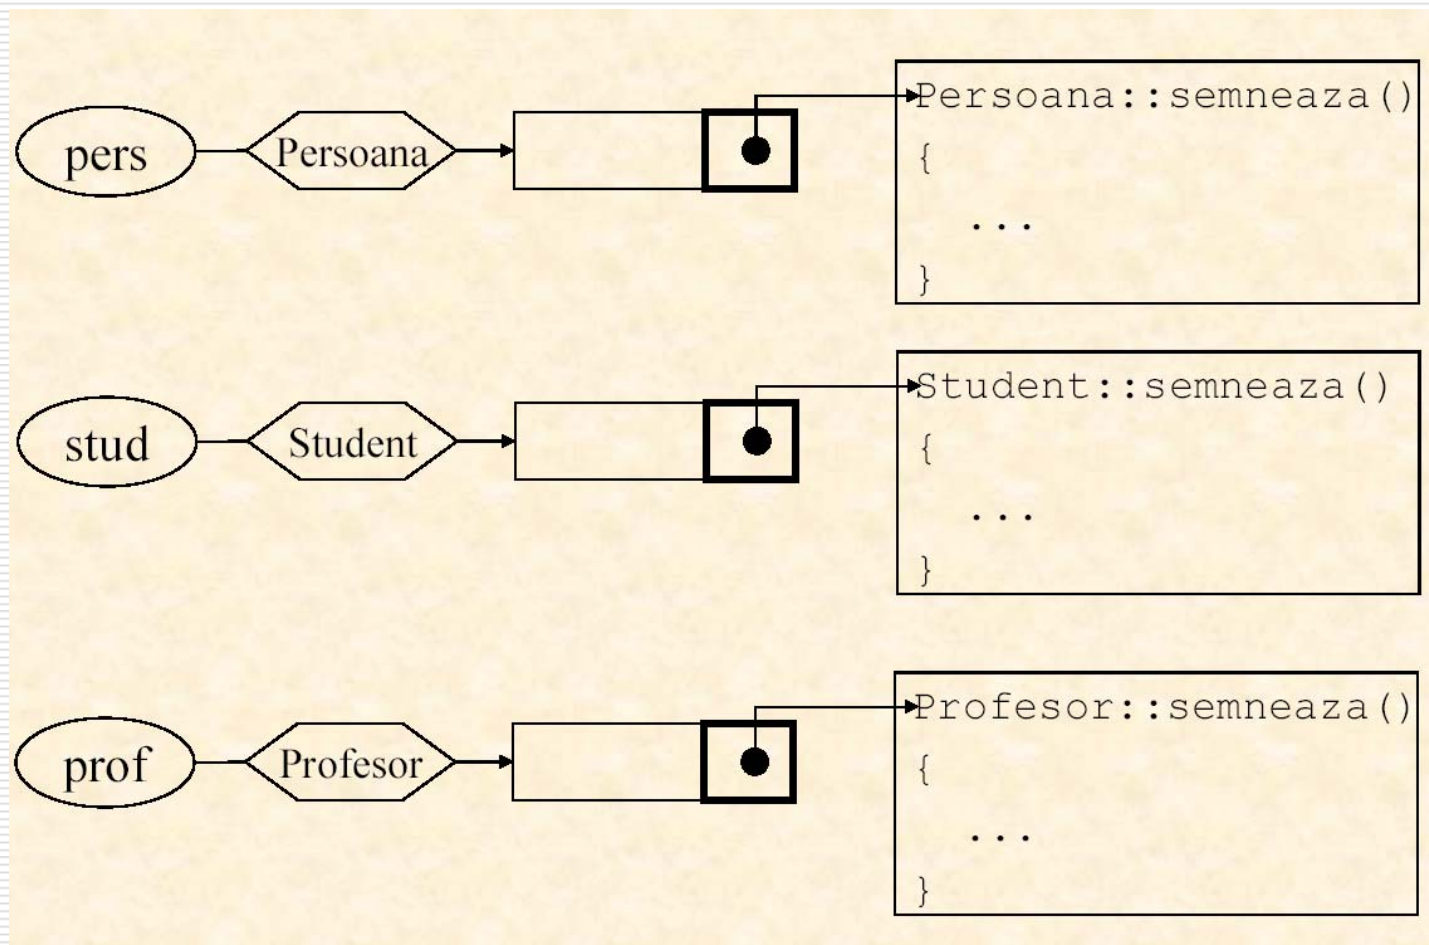 pers
Persoana
Persoana::semneaza()
{
...
}
stud
Student
Student::semneaza()
{
...
}
prof
Profesor
Profesor::semneaza()
{
...
}